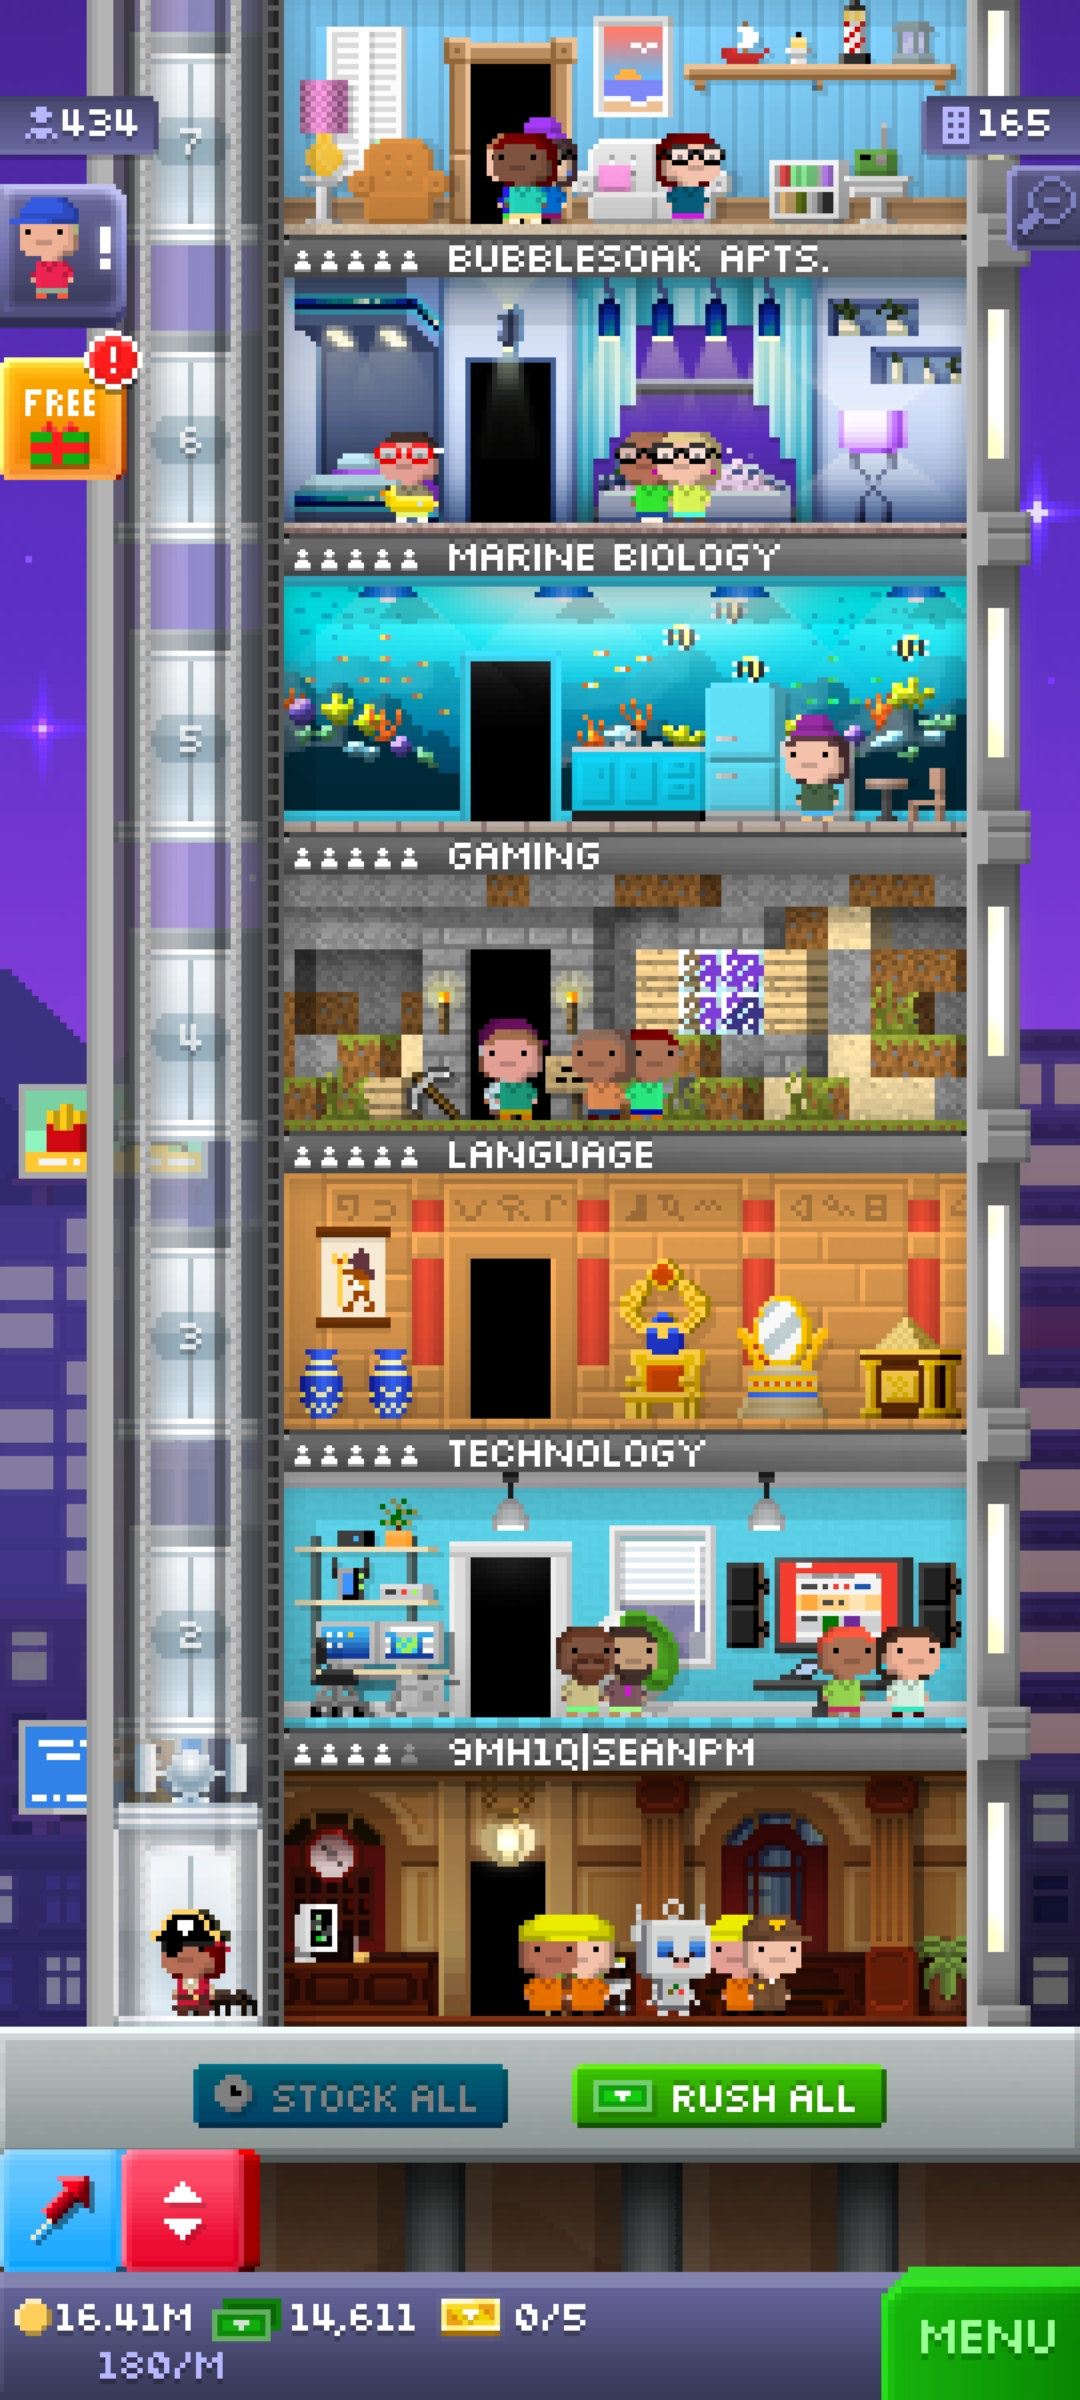 7
434
165
!
BUBBLESOAK APTS.
!
FREE
6
MARINE BIOLOGY
5
GAMING
4
LANGUAGE
3
TECHNOLOGY
2
9MH1Q|SEANPM
STOCK ALL
RUSH ALL
16.41M
14,611
0/5
180/M
MENU